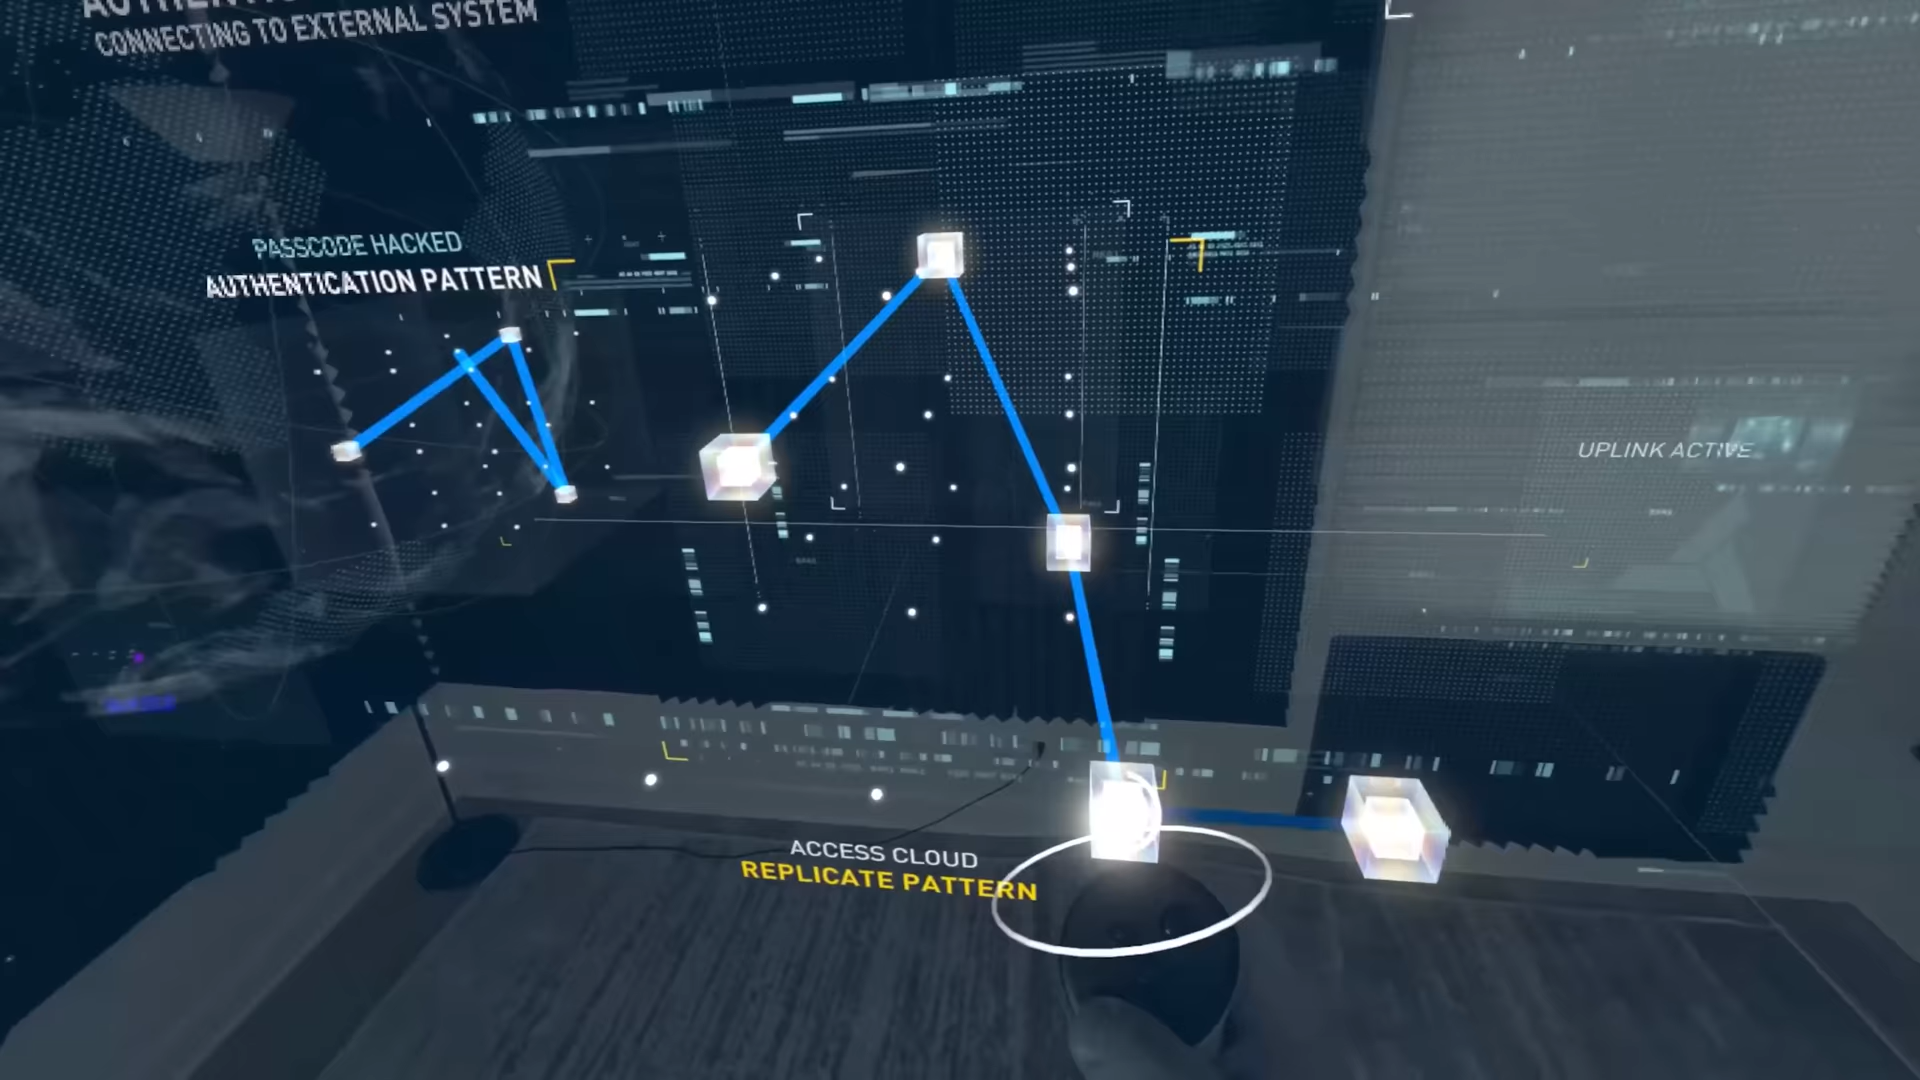 CONNECTING TO EXTERNAL SYSTEM
PASSCODE HACKED
AUTHENTICATION PATTERN
UPLINK ACTIVE
ACCESS CLOUD
REPLICATE PATTERN